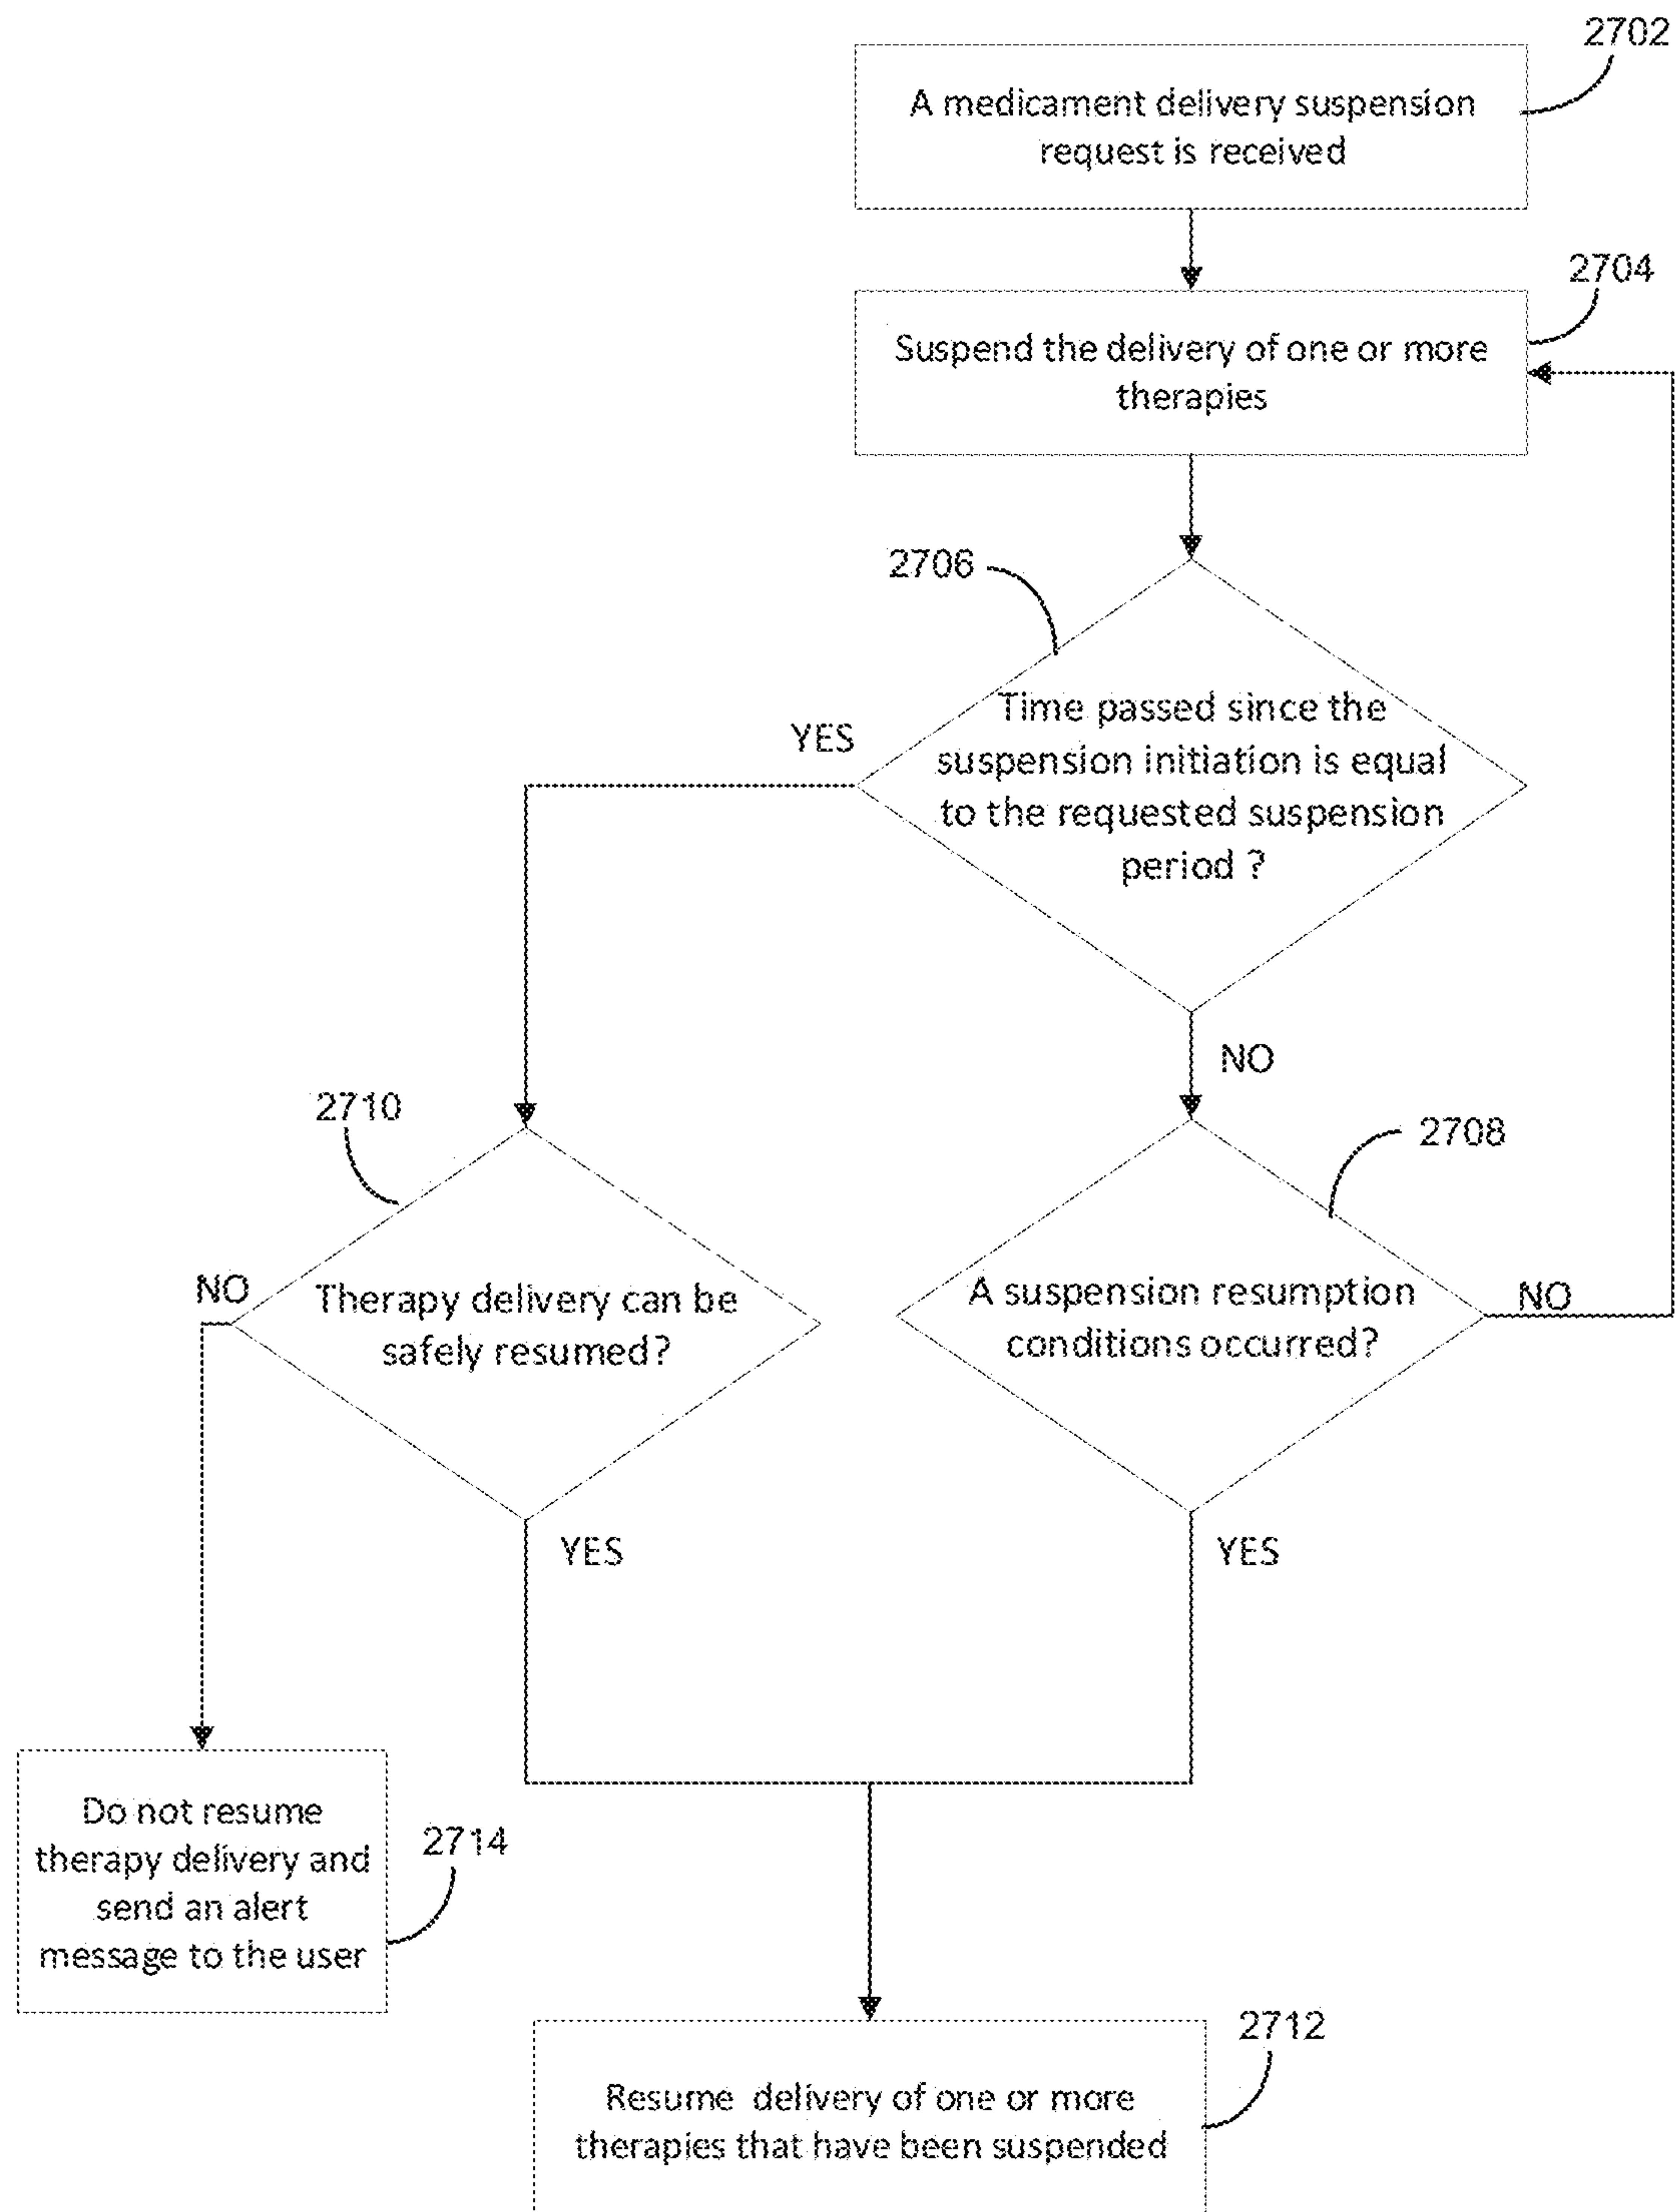 2702
A medicament delivery suspension
request is received
2704
Suspend the delivery of one or more
therapies
2706
Time passed since the
suspension initiation is equal
to the requested suspension
period ?
YES
NO
2710
2708
NO
Therapy delivery can be
safely resumed?
A suspension resumption
conditions occurred?
NO
YES
YES
Do not resume
therapy delivery and
send an alert
message to the user
2714
2712
Resume delivery of one or more
therapies that have been suspended